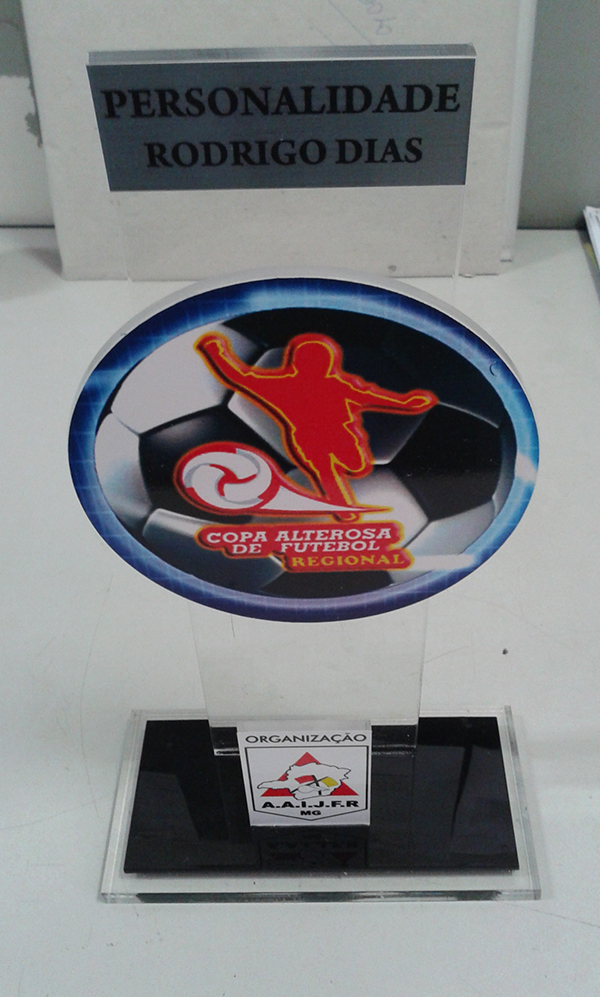 PERSONALIDADE
RODRIGO DIAS
COPA ALTEROSA
DE FUTEBOL
REGIONAL
ORGANIZAÇÃO
A.A.I.J.F.R
MG